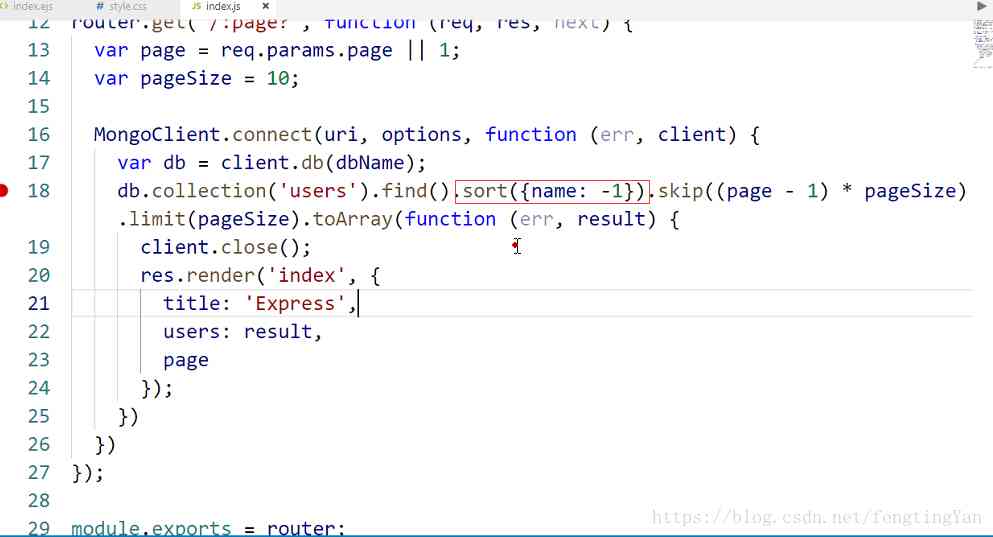 index.ejs # style.css JS index.js ×
12 router.get('/:page?', function (req, res, next) {
13 var page = req.params.page || 1;
14 var pageSize = 10;
15
16 MongoClient.connect(uri, options, function (err, client) {
17 var db = client.db(dbName);
18 db.collection('users').find().sort({name: -1}).skip((page - 1) * pageSize)
.limit(pageSize).toArray(function (err, result) {
19 client.close();
20 res.render('index', {
21 title: 'Express',
22 users: result,
23 page
24 });
25 })
26 })
27 });
28
29 module.exports = router;
https://blog.csdn.net/fongtingYan